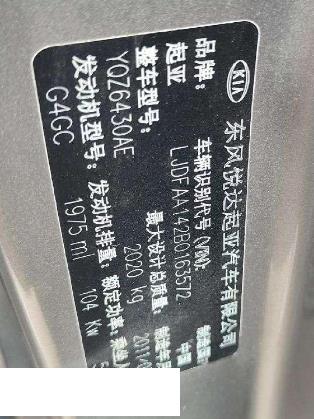 KIA 东风悦达起亚汽车有限公司
品牌: 起亚
车辆识别代号(VIN): LJDFAA142B0163572
整车型号: YQZ6430AE
最大设计总质量: 2020 kg
发动机型号: G4GC
发动机排量: 1975 ml
额定功率: 104 Kw
2011/0